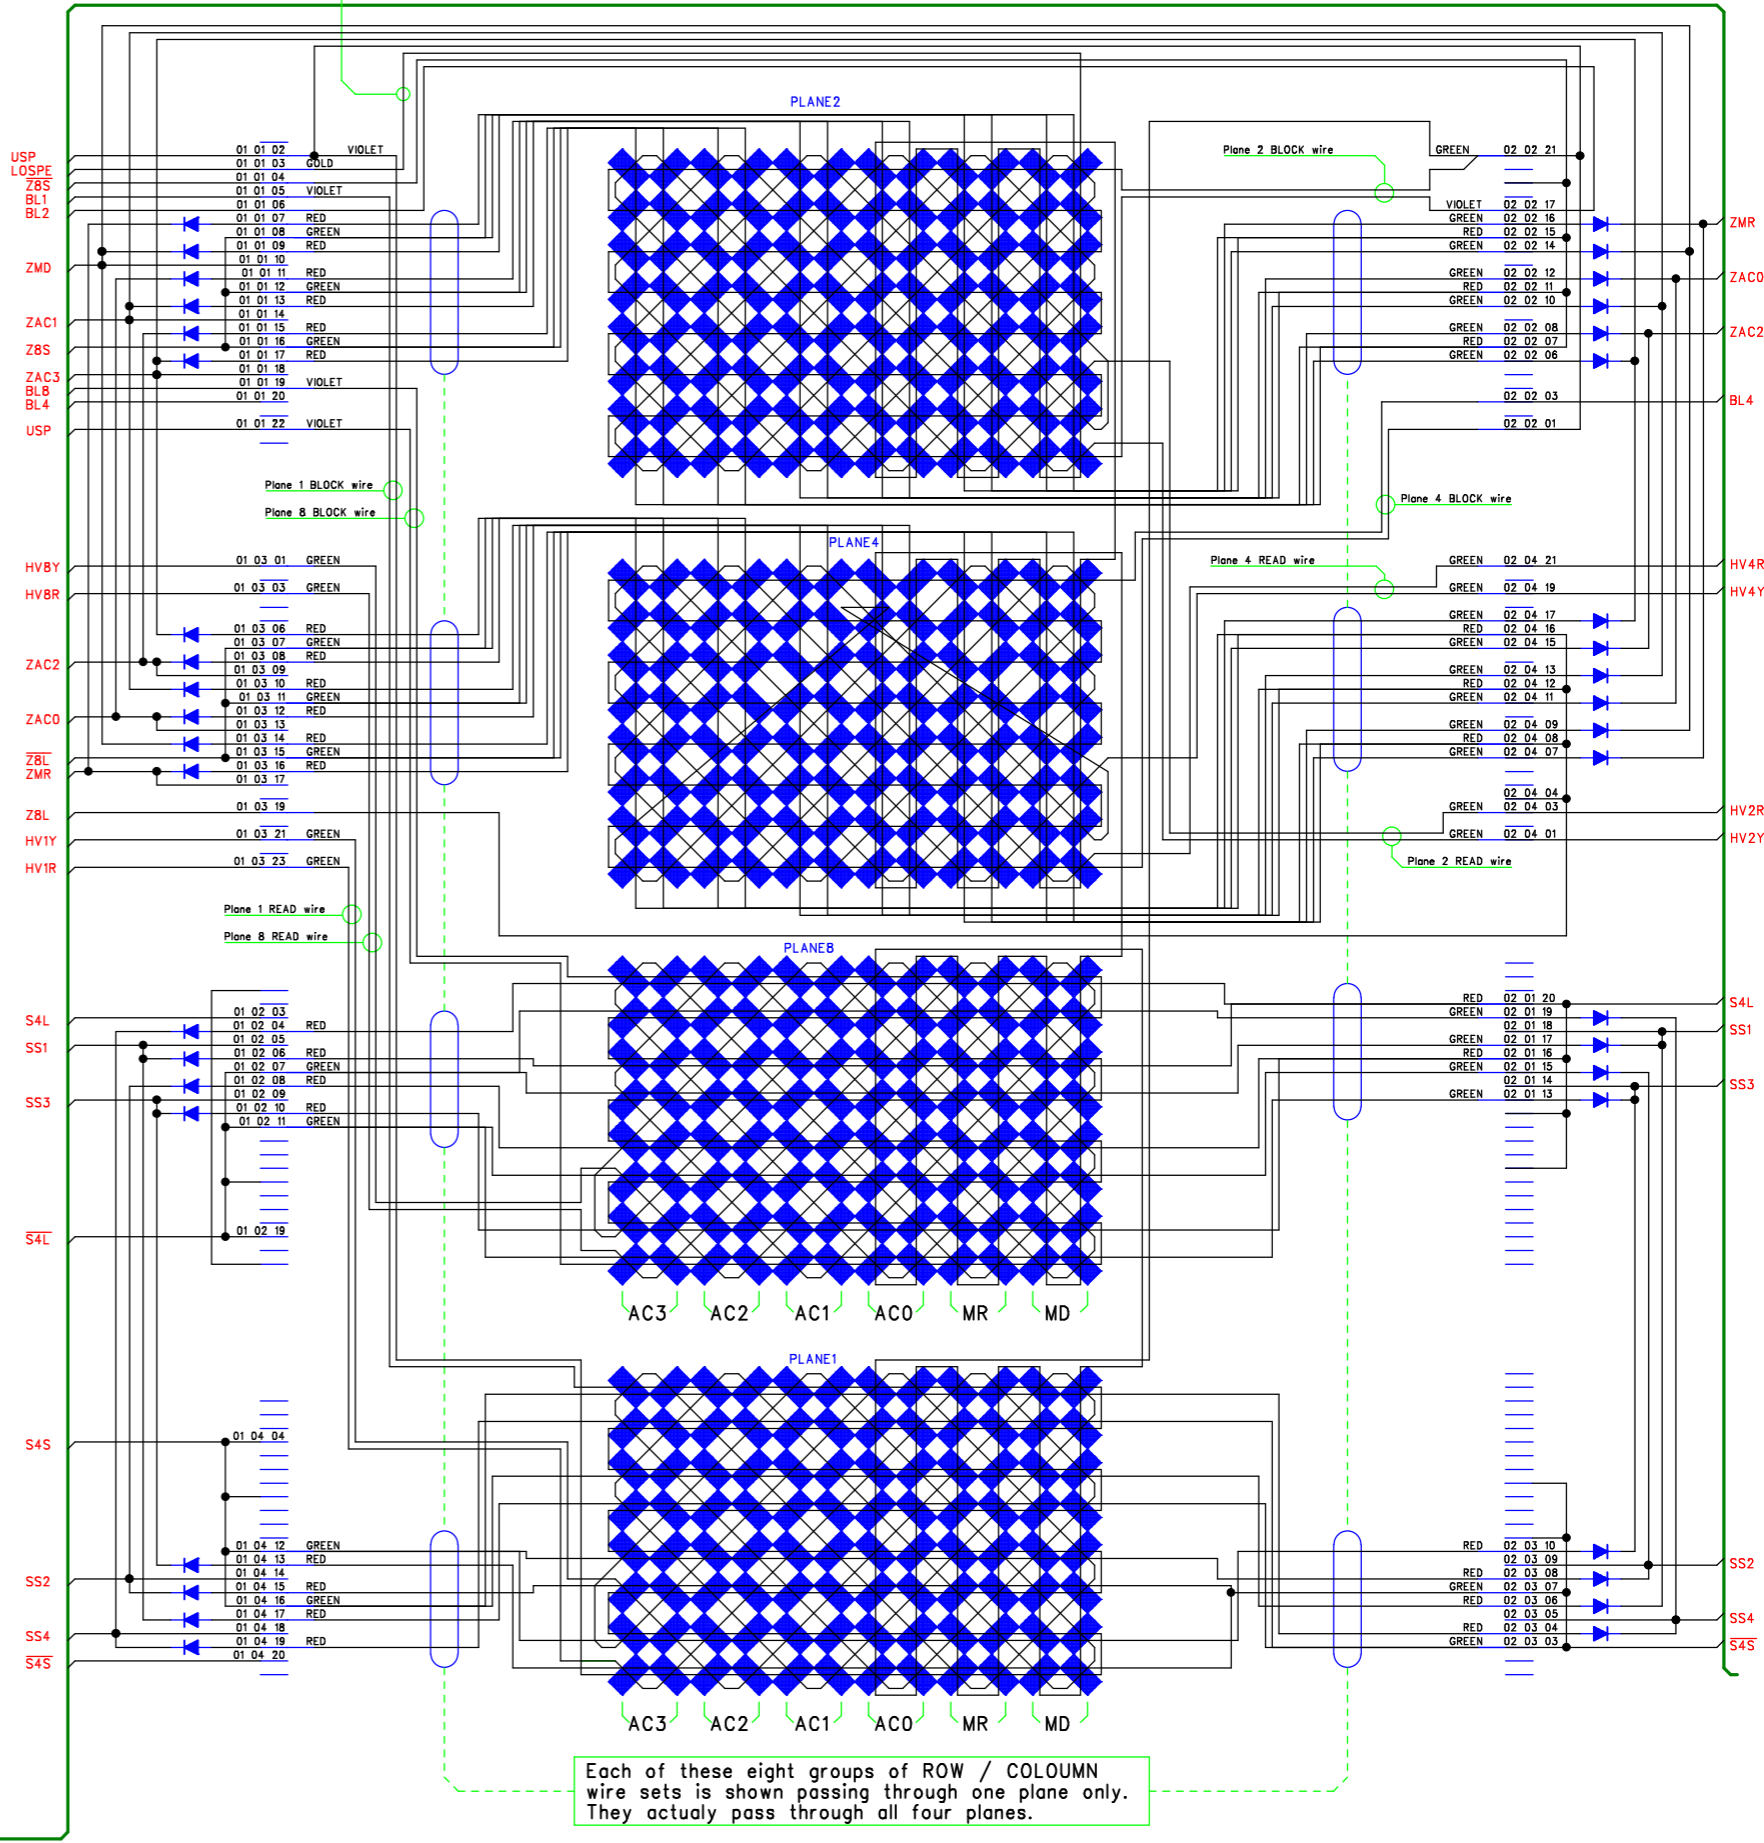 PLANE2
USP 01 01 02 VIOLET
LOSPE 01 01 03 GOLD
Z8S 01 01 04
BL1 01 01 05 VIOLET
BL2 01 01 06
01 01 07 RED
01 01 08 GREEN
01 01 09 RED
ZMD 01 01 10
01 01 11 RED
01 01 12 GREEN
01 01 13 RED
ZAC1 01 01 14
01 01 15 RED
Z8S 01 01 16 GREEN
01 01 17 RED
ZAC3 01 01 18
BL8 01 01 19 VIOLET
BL4 01 01 20
USP 01 01 22 VIOLET
Plane 2 BLOCK wire
GREEN 02 02 21
VIOLET 02 02 17
GREEN 02 02 16 ZMR
RED 02 02 15
GREEN 02 02 14
GREEN 02 02 12 ZAC0
RED 02 02 11
GREEN 02 02 10
GREEN 02 02 08 ZAC2
RED 02 02 07
GREEN 02 02 06
02 02 03 BL4
02 02 01
Plane 1 BLOCK wire
Plane 8 BLOCK wire
Plane 4 BLOCK wire
PLANE4
HV8Y 01 03 01 GREEN
HV8R 01 03 03 GREEN
01 03 06 RED
01 03 07 GREEN
ZAC2 01 03 08 RED
01 03 09
01 03 10 RED
01 03 11 GREEN
ZAC0 01 03 12 RED
01 03 13
01 03 14 RED
Z8L 01 03 15 GREEN
ZMR 01 03 16 RED
01 03 17
Z8L 01 03 19
HV1Y 01 03 21 GREEN
HV1R 01 03 23 GREEN
Plane 4 READ wire
GREEN 02 04 21 HV4R
GREEN 02 04 19 HV4Y
GREEN 02 04 17
RED 02 04 16
GREEN 02 04 15
GREEN 02 04 13
RED 02 04 12
GREEN 02 04 11
GREEN 02 04 09
RED 02 04 08
GREEN 02 04 07
02 04 04
GREEN 02 04 03 HV2R
GREEN 02 04 01 HV2Y
Plane 2 READ wire
Plane 1 READ wire
Plane 8 READ wire
PLANE8
S4L 01 02 03
01 02 04 RED
SS1 01 02 05
01 02 06 RED
01 02 07 GREEN
01 02 08 RED
SS3 01 02 09
01 02 10 RED
01 02 11 GREEN
S4L 01 02 19
RED 02 01 20 S4L
GREEN 02 01 19
02 01 18 SS1
GREEN 02 01 17
RED 02 01 16
GREEN 02 01 15
02 01 14 SS3
GREEN 02 01 13
AC3 AC2 AC1 AC0 MR MD
PLANE1
S4S 01 04 04
01 04 12 GREEN
01 04 13 RED
SS2 01 04 14
01 04 15 RED
01 04 16 GREEN
01 04 17 RED
SS4 01 04 18
01 04 19 RED
S4S 01 04 20
RED 02 03 10
02 03 09 SS2
RED 02 03 08
GREEN 02 03 07
RED 02 03 06
02 03 05 SS4
RED 02 03 04
GREEN 02 03 03 S4S
AC3 AC2 AC1 AC0 MR MD
Each of these eight groups of ROW / COLOUMN
wire sets is shown passing through one plane only.
They actualy pass through all four planes.